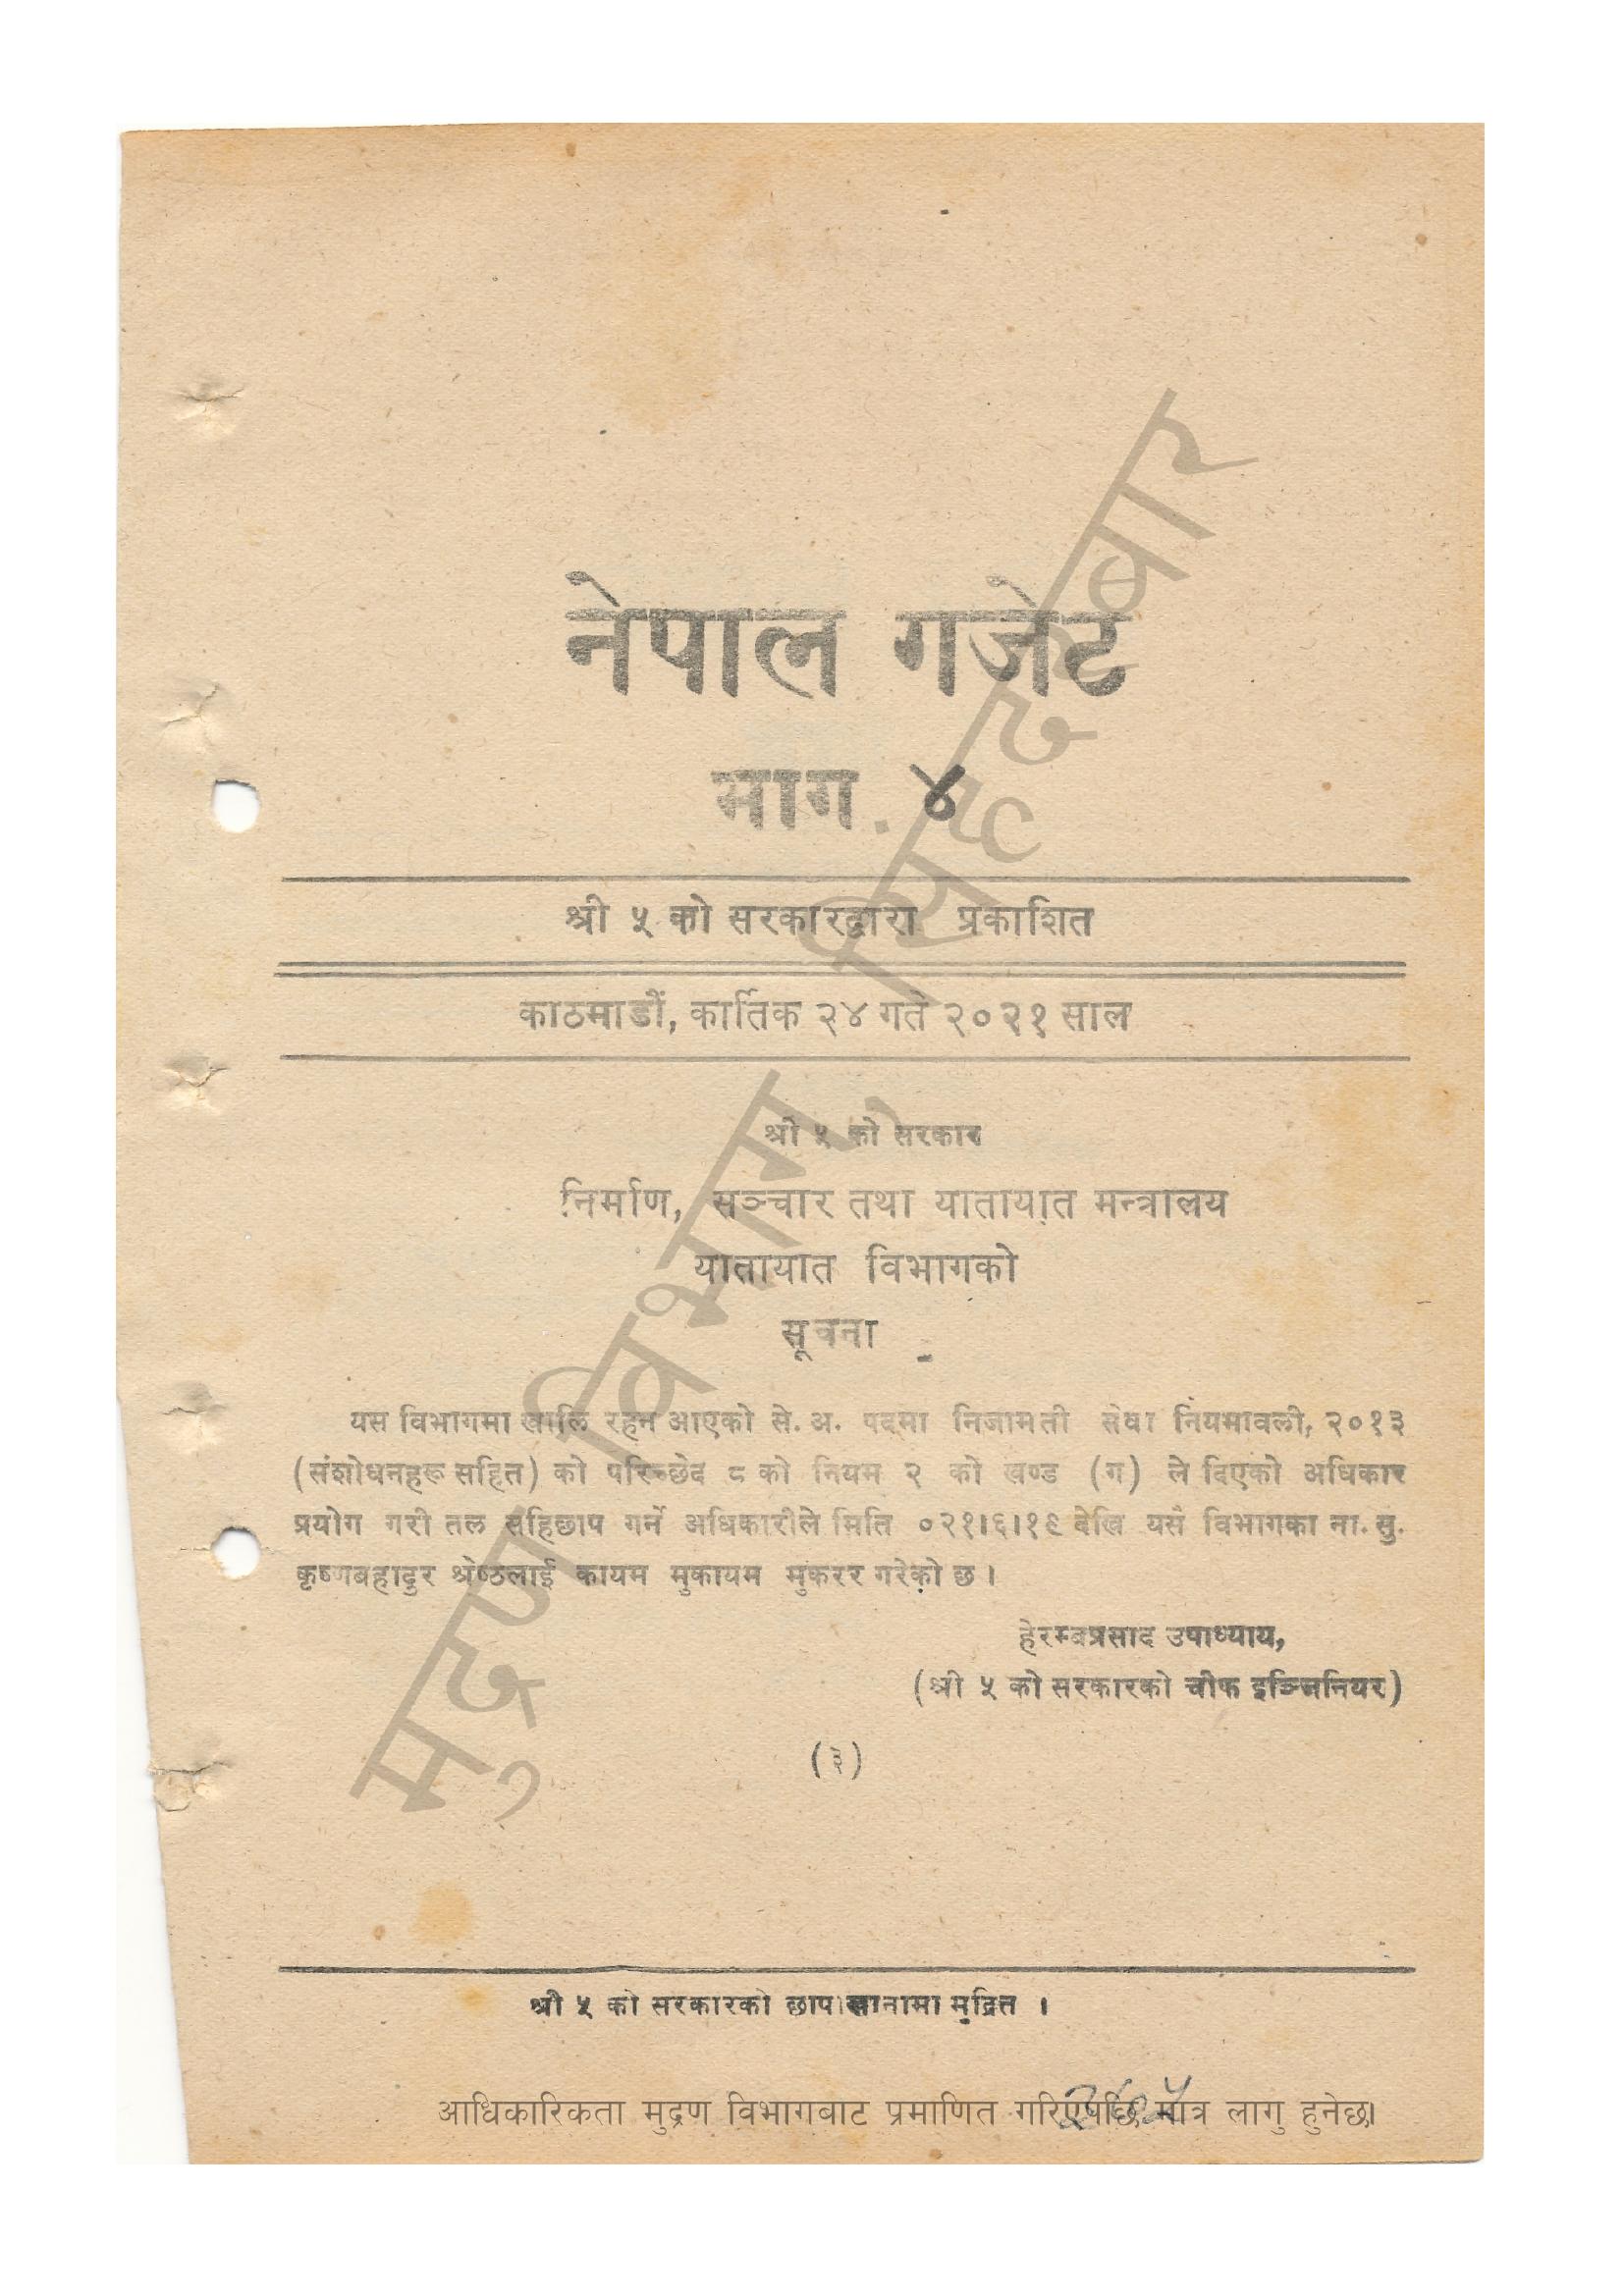 नेपाल गजेट
भाग ४
श्री ५ को सरकारद्वारा प्रकाशित
काठमाडौं, कार्तिक २४ गते २०२१ साल
श्री ५ को सरकार
निर्माण, सञ्चार तथा यातायात मन्त्रालय
यातायात विभागको
सूचना
यस विभागमा खालि रहन आएको से. अ. पदमा निजामती सेवा नियमावली, २०१३
(संशोधनहरू सहित) को परिच्छेद ८ को नियम २ को खण्ड (ग) ले दिएको अधिकार
प्रयोग गरी तल सहिछाप गर्ने अधिकारीले मिति ०२१।६।१९ देखि यसै विभागका ना. सु.
कृष्णबहादुर श्रेष्ठलाई कायम मुकायम मुकरर गरेको छ ।
हेरम्बप्रसाद उपाध्याय,
(श्री ५ को सरकारको चीफ इञ्जिनियर)
(३)
श्री ५ को सरकारको छापाखानामा मुद्रित ।
आधिकारिकता मुद्रण विभागबाट प्रमाणित गरिएपछि मात्र लागु हुनेछ।
मुद्रण विभाग, सिंहदरबार